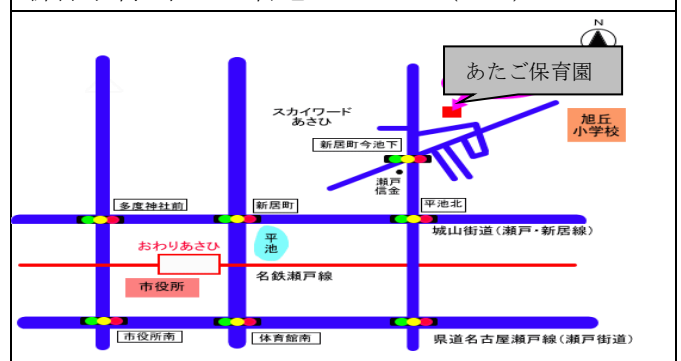 N
あたご保育園
スカイワード
あさひ
旭丘
小学校
新居町今池下
瀬戸
信金
多度神社前
新居町
平池北
城山街道(瀬戸・新居線)
おわりあさひ
平
池
名鉄瀬戸線
市役所
市役所南
体育館南
県道名古屋瀬戸線(瀬戸街道)